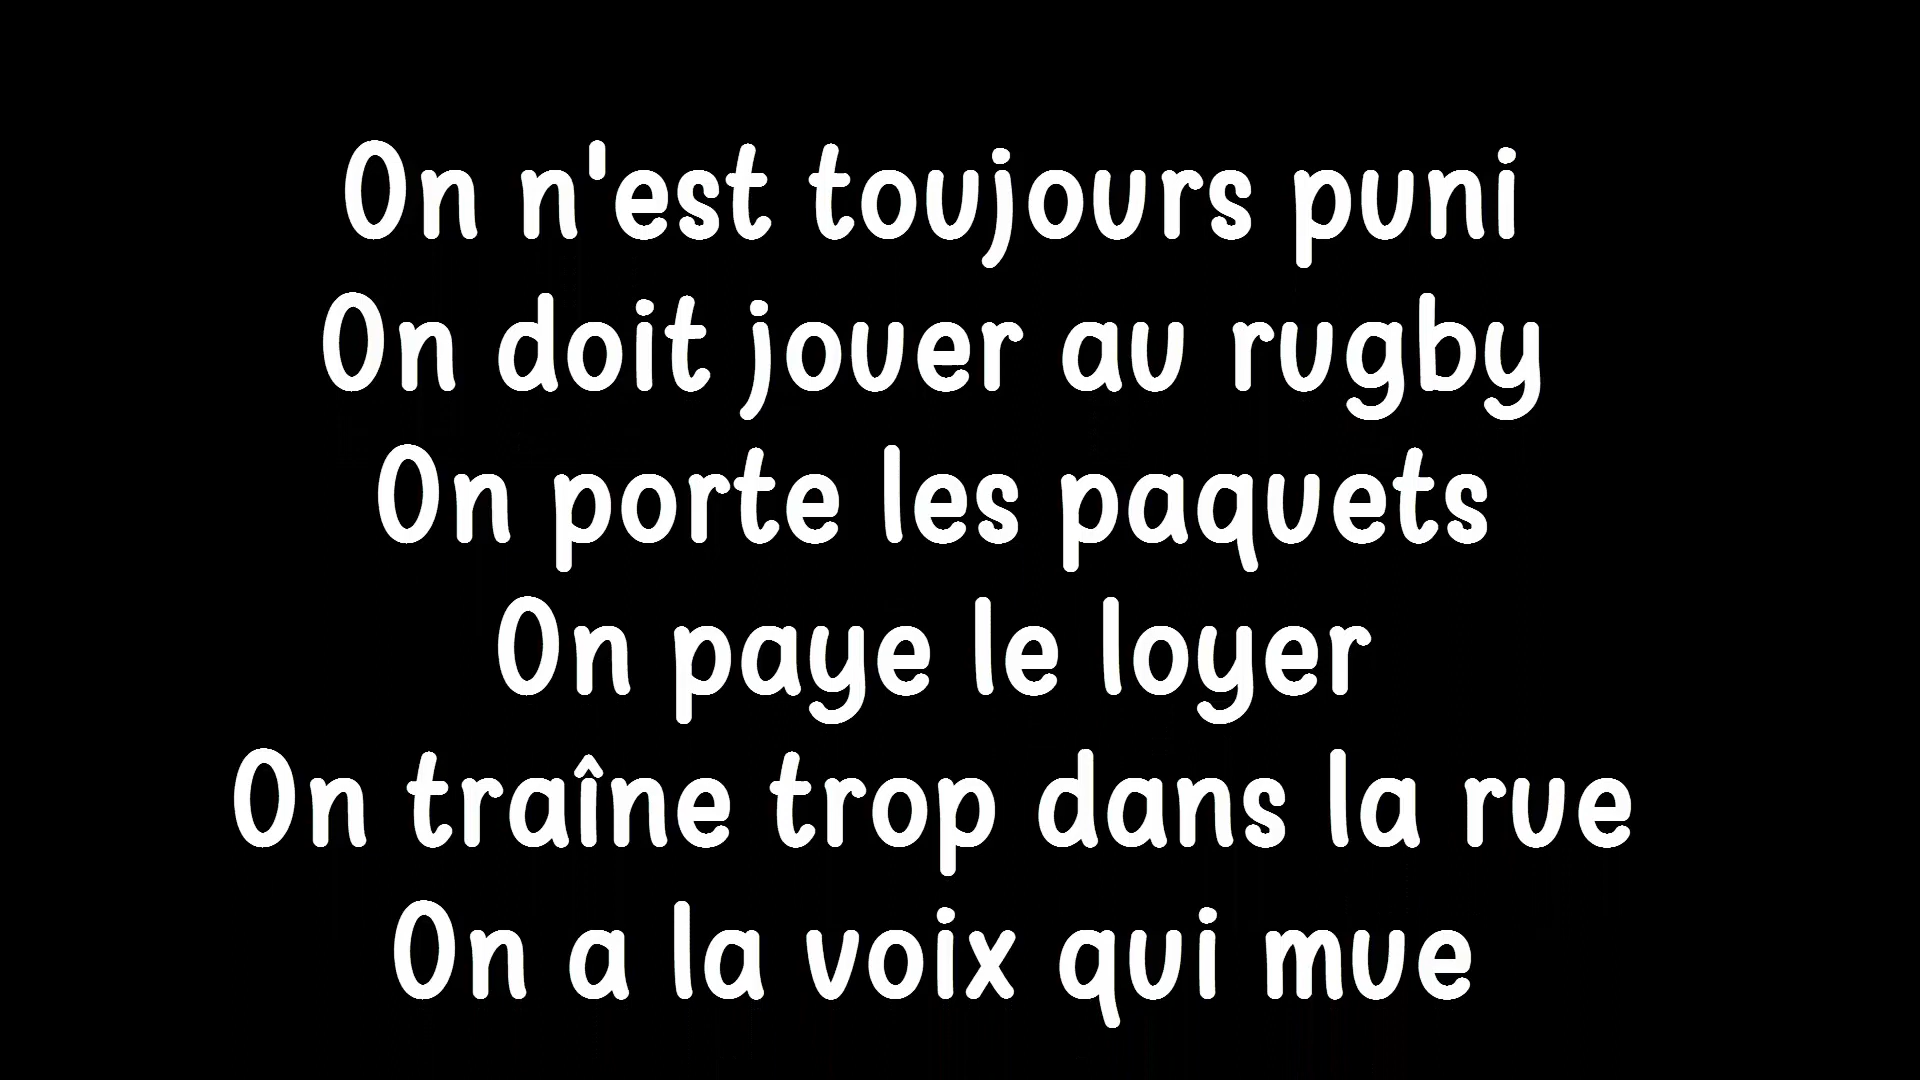 On n'est toujours puni
On doit jouer au rugby
On porte les paquets
On paye le loyer
On traîne trop dans la rue
On a la voix qui mue